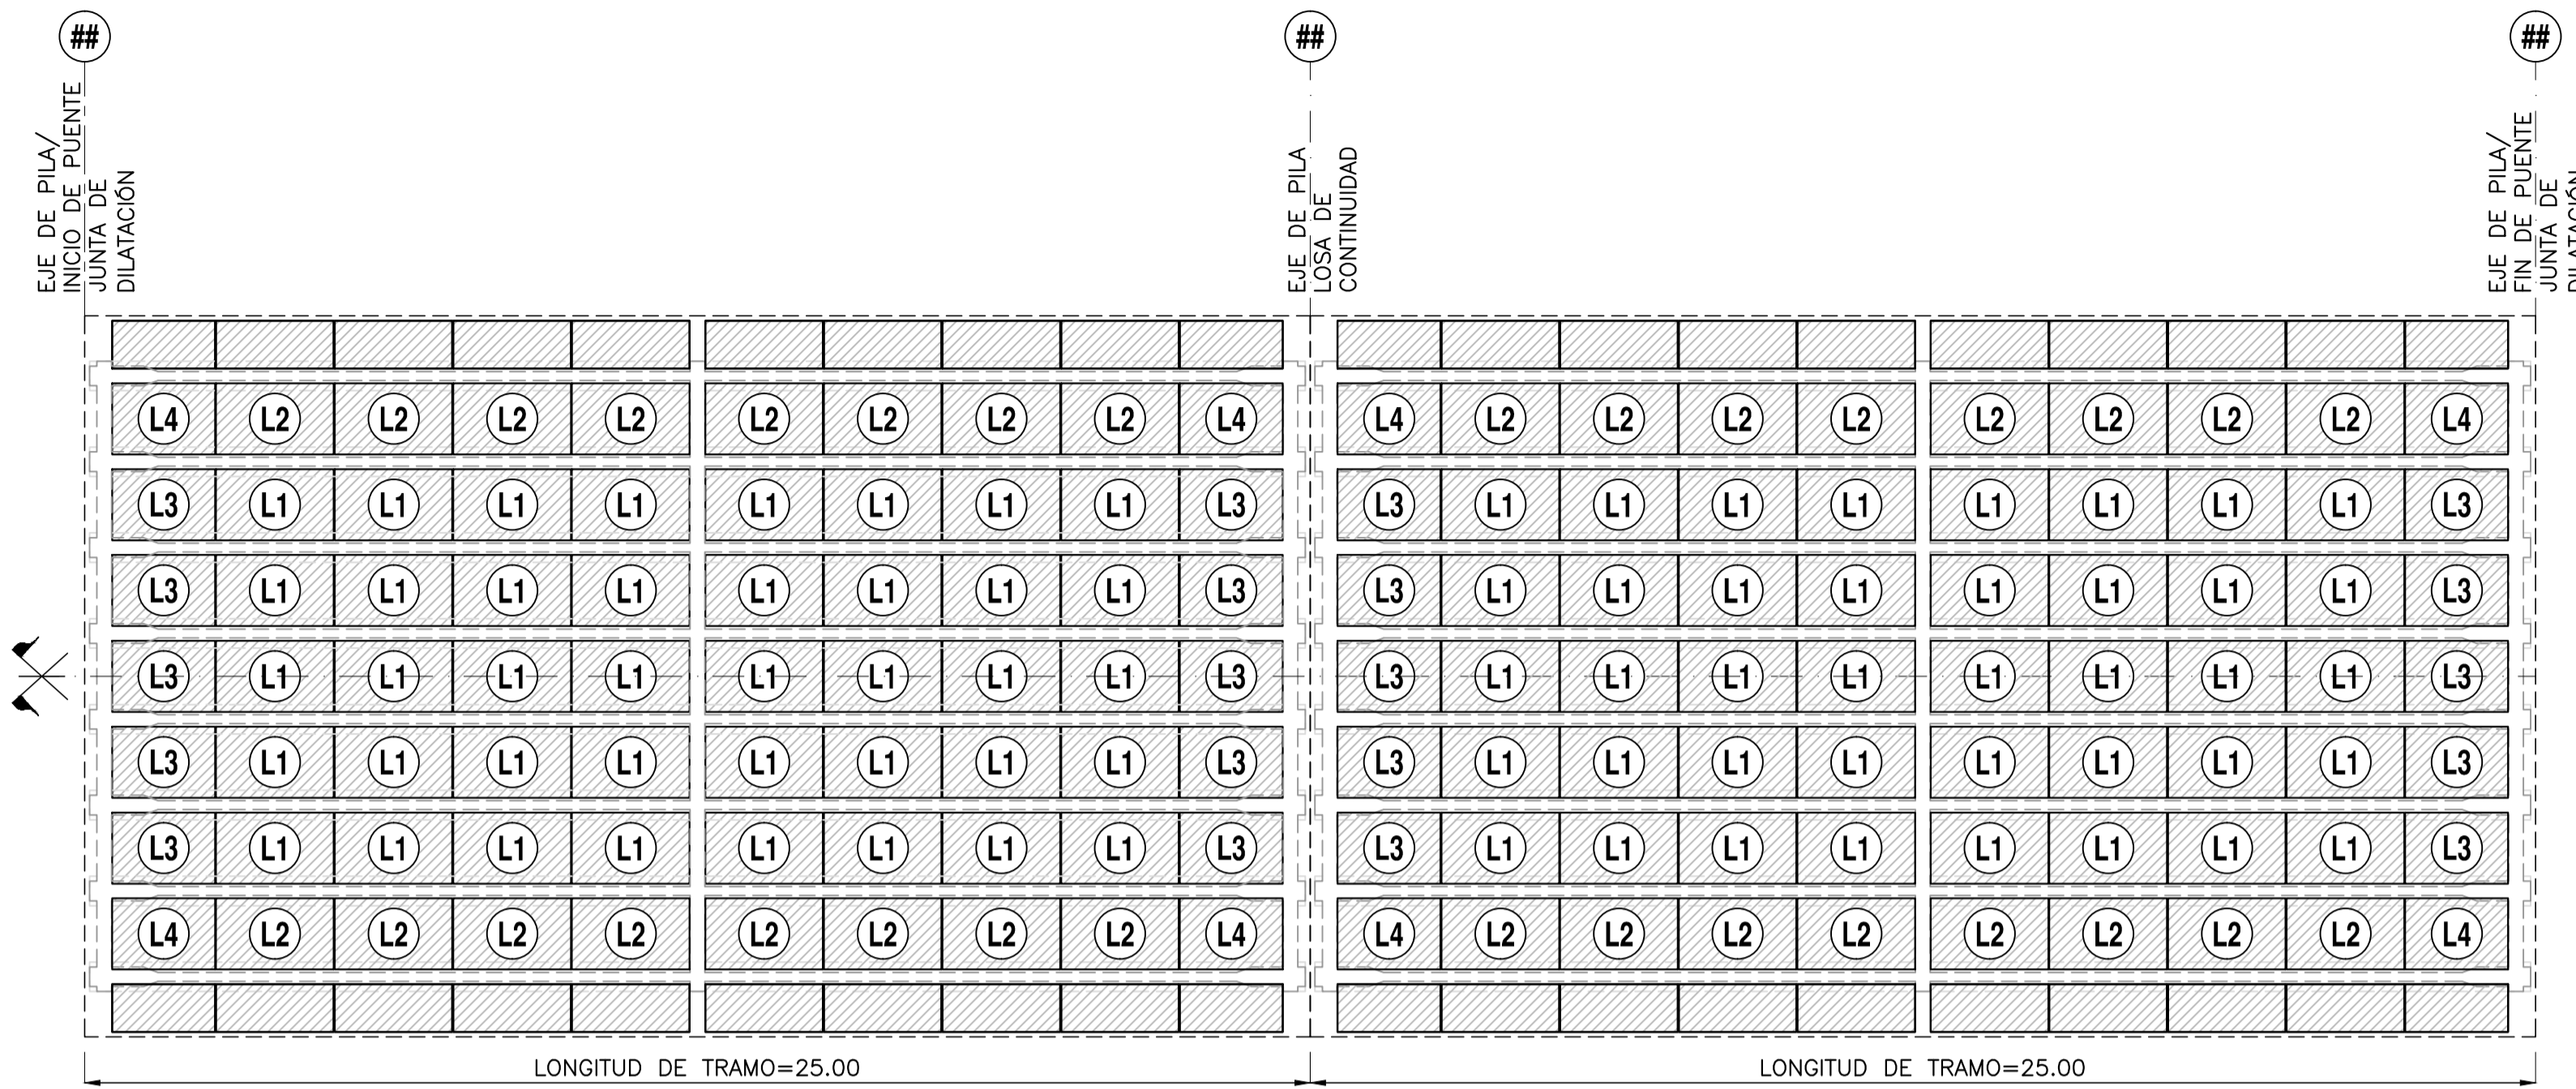 ## ## ##
EJE DE PILA/
INICIO DE PUENTE
JUNTA DE
DILATACIÓN
EJE DE PILA
LOSA DE
CONTINUIDAD
EJE DE PILA/
FIN DE PUENTE
JUNTA DE
DILATACIÓN
L4 L2 L2 L2 L2 L2 L2 L2 L2 L4 L4 L2 L2 L2 L2 L2 L2 L2 L2 L4
L3 L1 L1 L1 L1 L1 L1 L1 L1 L3 L3 L1 L1 L1 L1 L1 L1 L1 L1 L3
L3 L1 L1 L1 L1 L1 L1 L1 L1 L3 L3 L1 L1 L1 L1 L1 L1 L1 L1 L3
L3 L1 L1 L1 L1 L1 L1 L1 L1 L3 L3 L1 L1 L1 L1 L1 L1 L1 L1 L3
L3 L1 L1 L1 L1 L1 L1 L1 L1 L3 L3 L1 L1 L1 L1 L1 L1 L1 L1 L3
L3 L1 L1 L1 L1 L1 L1 L1 L1 L3 L3 L1 L1 L1 L1 L1 L1 L1 L1 L3
L4 L2 L2 L2 L2 L2 L2 L2 L2 L4 L4 L2 L2 L2 L2 L2 L2 L2 L2 L4
LONGITUD DE TRAMO=25.00 LONGITUD DE TRAMO=25.00